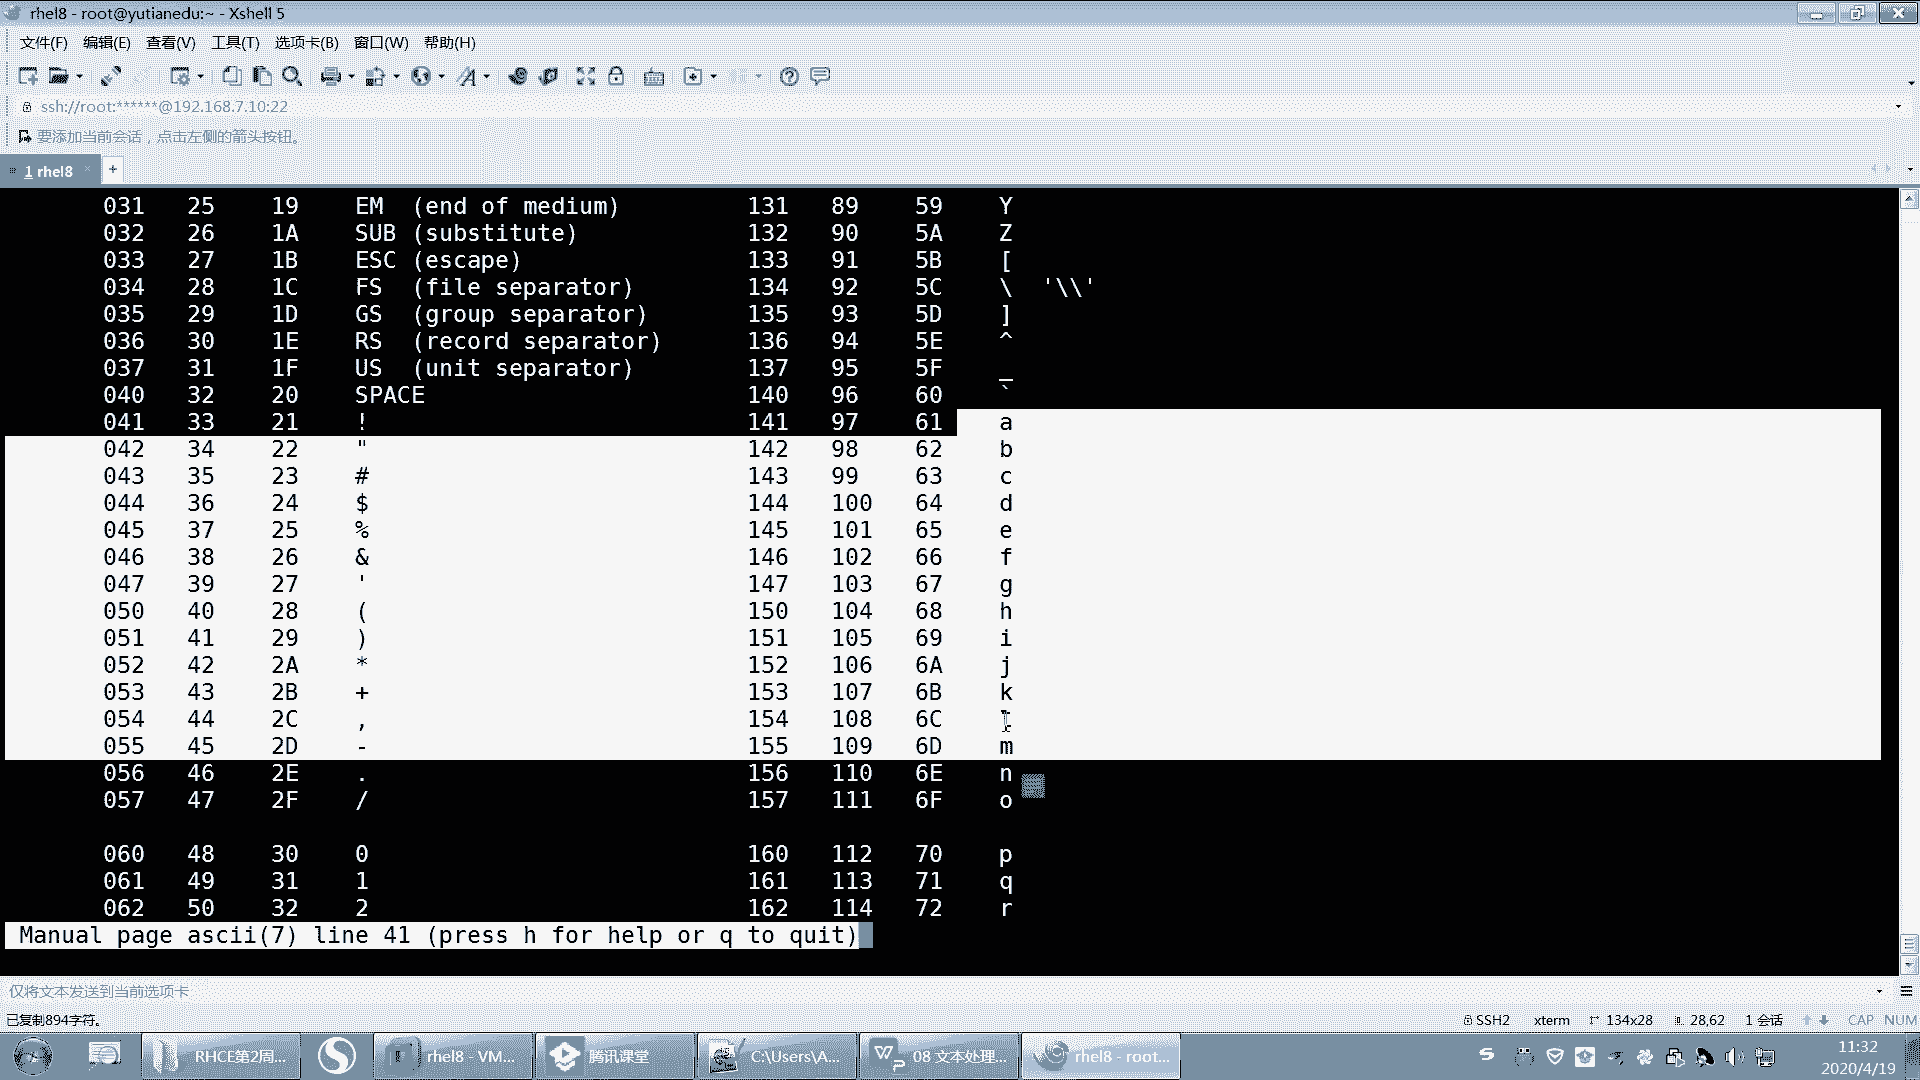 rhel8 - root@yutianedu:~ - Xshell 5
文件(F) 编辑(E) 查看(V) 工具(T) 选项卡(B) 窗口(W) 帮助(H)
ssh://root:******@192.168.7.10:22
要添加当前会话，点击左侧的箭头按钮。
1 rhel8 × +
031 25 19 EM (end of medium) 131 89 59 Y
032 26 1A SUB (substitute) 132 90 5A Z
033 27 1B ESC (escape) 133 91 5B [
034 28 1C FS (file separator) 134 92 5C \ '\\'
035 29 1D GS (group separator) 135 93 5D ]
036 30 1E RS (record separator) 136 94 5E ^
037 31 1F US (unit separator) 137 95 5F _
040 32 20 SPACE 140 96 60 `
041 33 21 ! 141 97 61 a
042 34 22 " 142 98 62 b
043 35 23 # 143 99 63 c
044 36 24 $ 144 100 64 d
045 37 25 % 145 101 65 e
046 38 26 & 146 102 66 f
047 39 27 ' 147 103 67 g
050 40 28 ( 150 104 68 h
051 41 29 ) 151 105 69 i
052 42 2A * 152 106 6A j
053 43 2B + 153 107 6B k
054 44 2C , 154 108 6C l
055 45 2D - 155 109 6D m
056 46 2E . 156 110 6E n
057 47 2F / 157 111 6F o
060 48 30 0 160 112 70 p
061 49 31 1 161 113 71 q
062 50 32 2 162 114 72 r
Manual page ascii(7) line 41 (press h for help or q to quit)
仅将文本发送到当前选项卡
已复制894字符。 SSH2 xterm 134x28 28,62 1 会话 CAP NUM
RHCE第2周... rhel8 - VM... 腾讯课堂 C:\Users\A... 08 文本处理... rhel8 - root...
11:32
2020/4/19